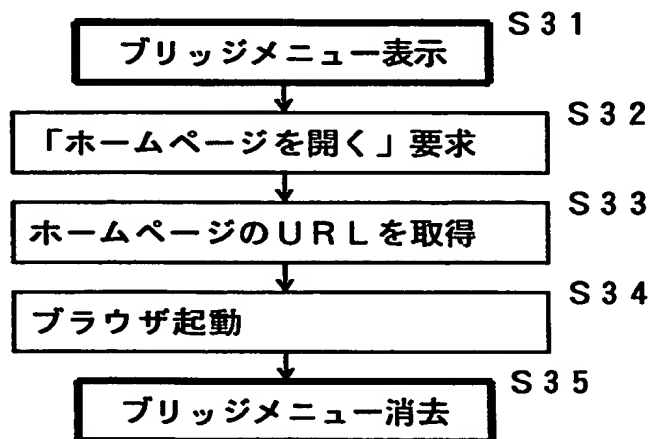 S31
ブリッジメニュー表示
S32
「ホームページを開く」要求
S33
ホームページのURLを取得
S34
ブラウザ起動
S35
ブリッジメニュー消去